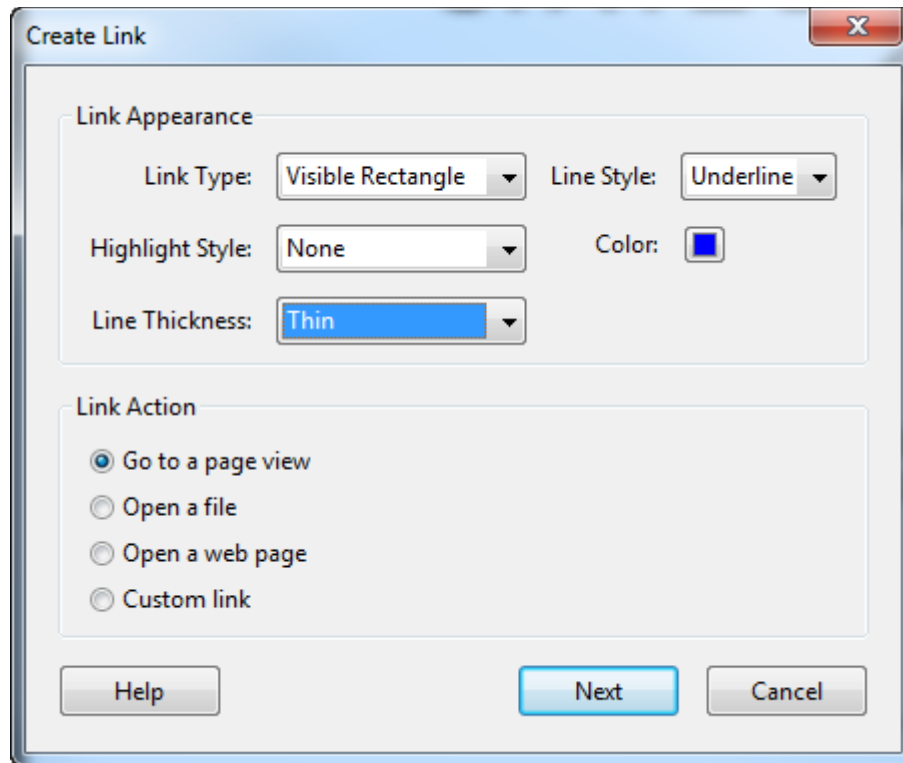 Create Link
Link Appearance
Link Type: Visible Rectangle Line Style: Underline
Highlight Style: None Color:
Line Thickness: Thin
Link Action
Go to a page view
Open a file
Open a web page
Custom link
Help Next Cancel